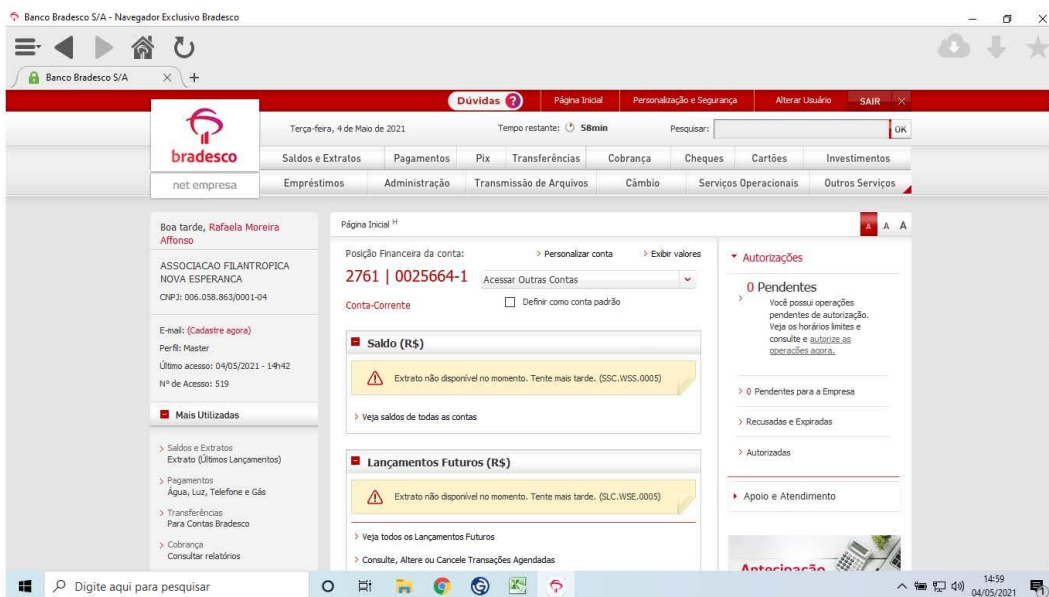 Banco Bradesco S/A - Navegador Exclusivo Bradesco
Banco Bradesco S/A
Dúvidas ?
Página Inicial
Personalização e Segurança
Alterar Usuário
SAIR
bradesco
net empresa
Terça-feira, 4 de Maio de 2021
Tempo restante: 58min
Pesquisar:
OK
Saldos e Extratos
Pagamentos
Pix
Transferências
Cobrança
Cheques
Cartões
Investimentos
Empréstimos
Administração
Transmissão de Arquivos
Câmbio
Serviços Operacionais
Outros Serviços
Boa tarde, Rafaela Moreira
Affonso
ASSOCIACAO FILANTROPICA
NOVA ESPERANCA
CNPJ: 006.058.863/0001-04
E-mail: (Cadastre agora)
Perfil: Master
Último acesso: 04/05/2021 - 14h42
Nº de Acesso: 519
Mais Utilizadas
Saldos e Extratos
Extrato (Últimos Lançamentos)
Pagamentos
Água, Luz, Telefone e Gás
Transferências
Para Contas Bradesco
Cobrança
Consultar relatórios
Página Inicial H
A A A
Posição Financeira da conta:
> Personalizar conta
> Exibir valores
2761 | 0025664-1
Acessar Outras Contas
Conta-Corrente
Definir como conta padrão
Saldo (R$)
Extrato não disponível no momento. Tente mais tarde. (SSC.WSS.0005)
> Veja saldos de todas as contas
Lançamentos Futuros (R$)
Extrato não disponível no momento. Tente mais tarde. (SLC.WSE.0005)
> Veja todos os Lançamentos Futuros
> Consulte, Altere ou Cancele Transações Agendadas
Autorizações
0 Pendentes
Você possui operações
pendentes de autorização.
Veja os horários limites e
consulte e autorize as
operações agora.
> 0 Pendentes para a Empresa
> Recusadas e Expiradas
> Autorizadas
Apoio e Atendimento
Antecipação
Digite aqui para pesquisar
14:59
04/05/2021